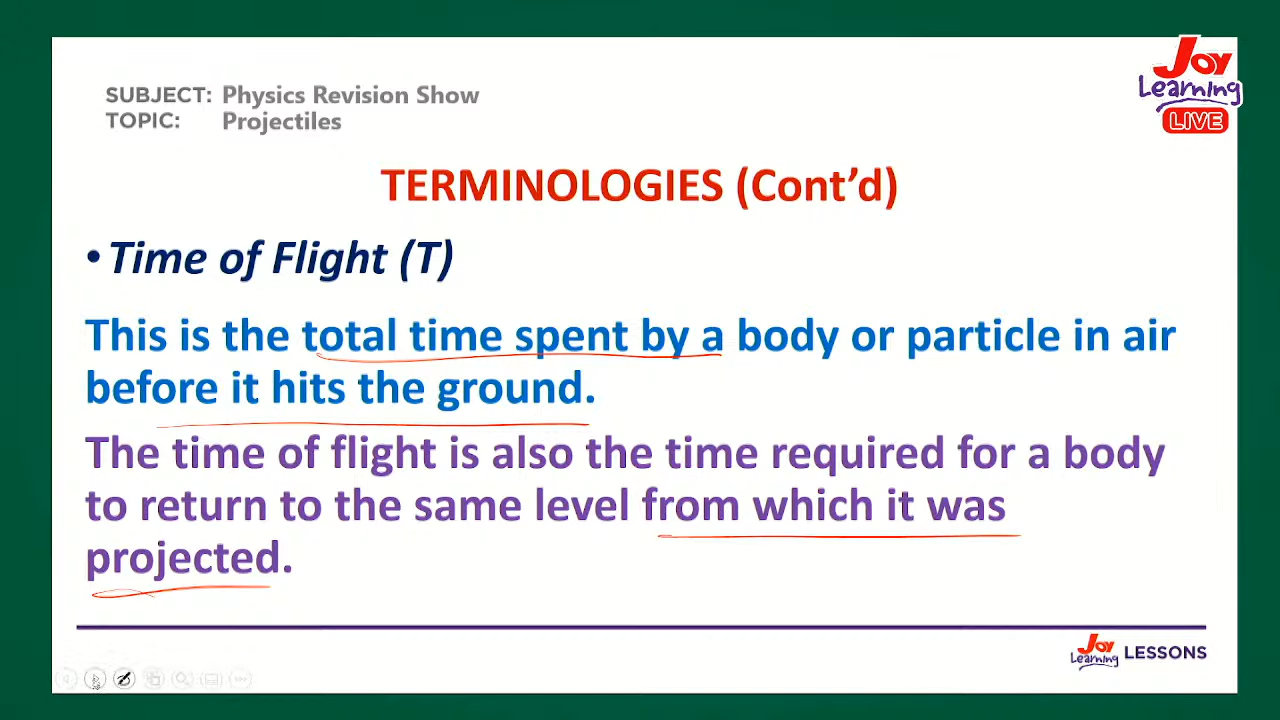 SUBJECT: Physics Revision Show
TOPIC: Projectiles
Joy
Learning
LIVE
TERMINOLOGIES (Cont’d)
•Time of Flight (T)
This is the total time spent by a body or particle in air
before it hits the ground.
The time of flight is also the time required for a body
to return to the same level from which it was
projected.
Joy
Learning LESSONS